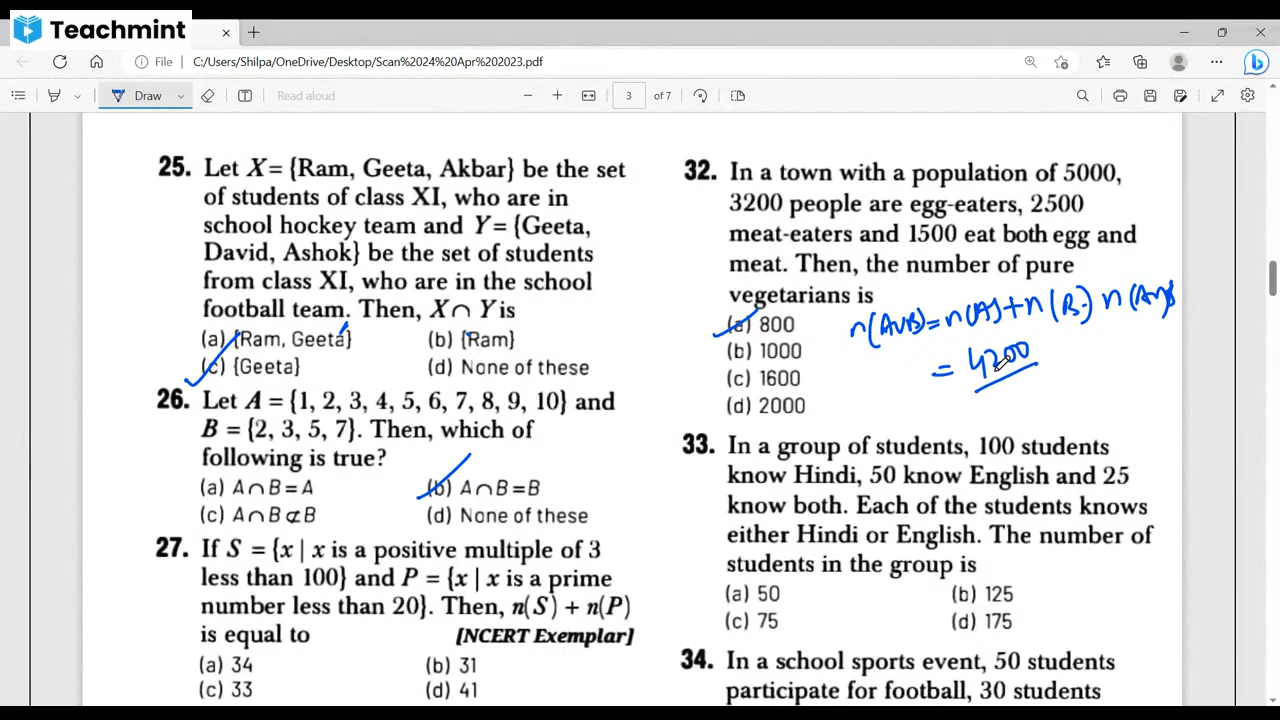 Teachmint
File
C:/Users/Shilpa/OneDrive/Desktop/Scan%2024%20Apr%202023.pdf
Draw
Read aloud
3
of 7
25. Let X = {Ram, Geeta, Akbar} be the set
of students of class XI, who are in
school hockey team and Y = {Geeta,
David, Ashok} be the set of students
from class XI, who are in the school
football team. Then, X ∩ Y is
(a) {Ram, Geeta} (b) {Ram}
(c) {Geeta} (d) None of these
26. Let A = {1, 2, 3, 4, 5, 6, 7, 8, 9, 10} and
B = {2, 3, 5, 7}. Then, which of
following is true?
(a) A ∩ B = A (b) A ∩ B = B
(c) A ∩ B ⊄ B (d) None of these
27. If S = {x | x is a positive multiple of 3
less than 100} and P = {x | x is a prime
number less than 20}. Then, n(S) + n(P)
is equal to [NCERT Exemplar]
(a) 34 (b) 31
(c) 33 (d) 41
32. In a town with a population of 5000,
3200 people are egg-eaters, 2500
meat-eaters and 1500 eat both egg and
meat. Then, the number of pure
vegetarians is
(a) 800
(b) 1000
(c) 1600
(d) 2000
n(A∪B) = n(A) + n(B) - n(A∩B
= 4200
33. In a group of students, 100 students
know Hindi, 50 know English and 25
know both. Each of the students knows
either Hindi or English. The number of
students in the group is
(a) 50 (b) 125
(c) 75 (d) 175
34. In a school sports event, 50 students
participate for football, 30 students